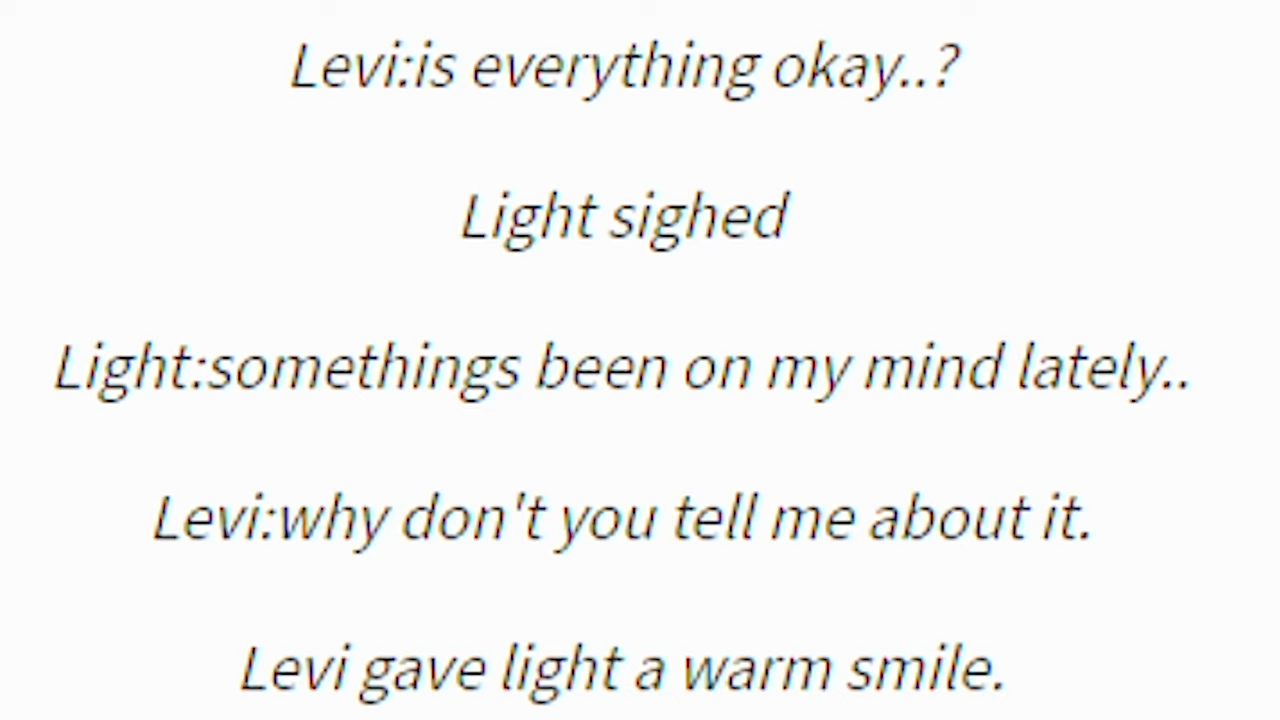 Levi:is everything okay..?
Light sighed
Light:somethings been on my mind lately..
Levi:why don't you tell me about it.
Levi gave light a warm smile.